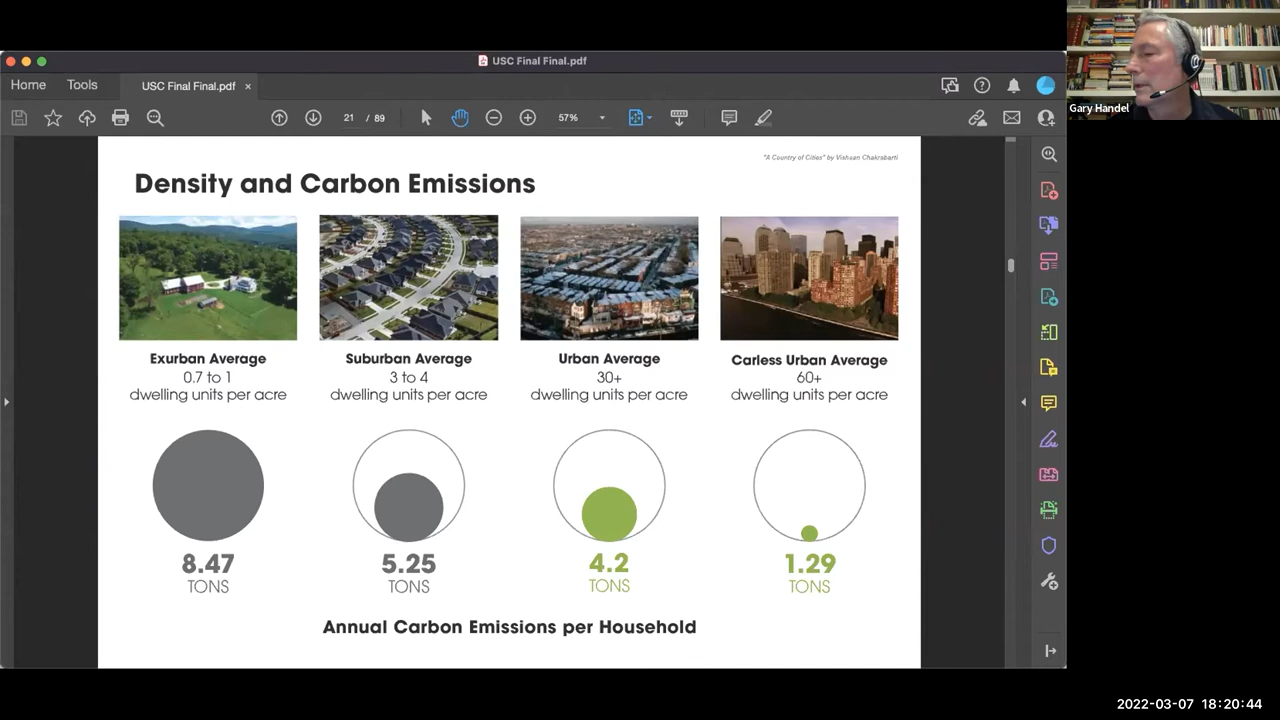 USC Final Final.pdf
Home
Tools
USC Final Final.pdf ×
21 / 89
57%
Gary Handel
"A Country of Cities" by Vishaan Chakrabarti
Density and Carbon Emissions
Exurban Average
0.7 to 1
dwelling units per acre
Suburban Average
3 to 4
dwelling units per acre
Urban Average
30+
dwelling units per acre
Carless Urban Average
60+
dwelling units per acre
8.47
TONS
5.25
TONS
4.2
TONS
1.29
TONS
Annual Carbon Emissions per Household
2022-03-07 18:20:44